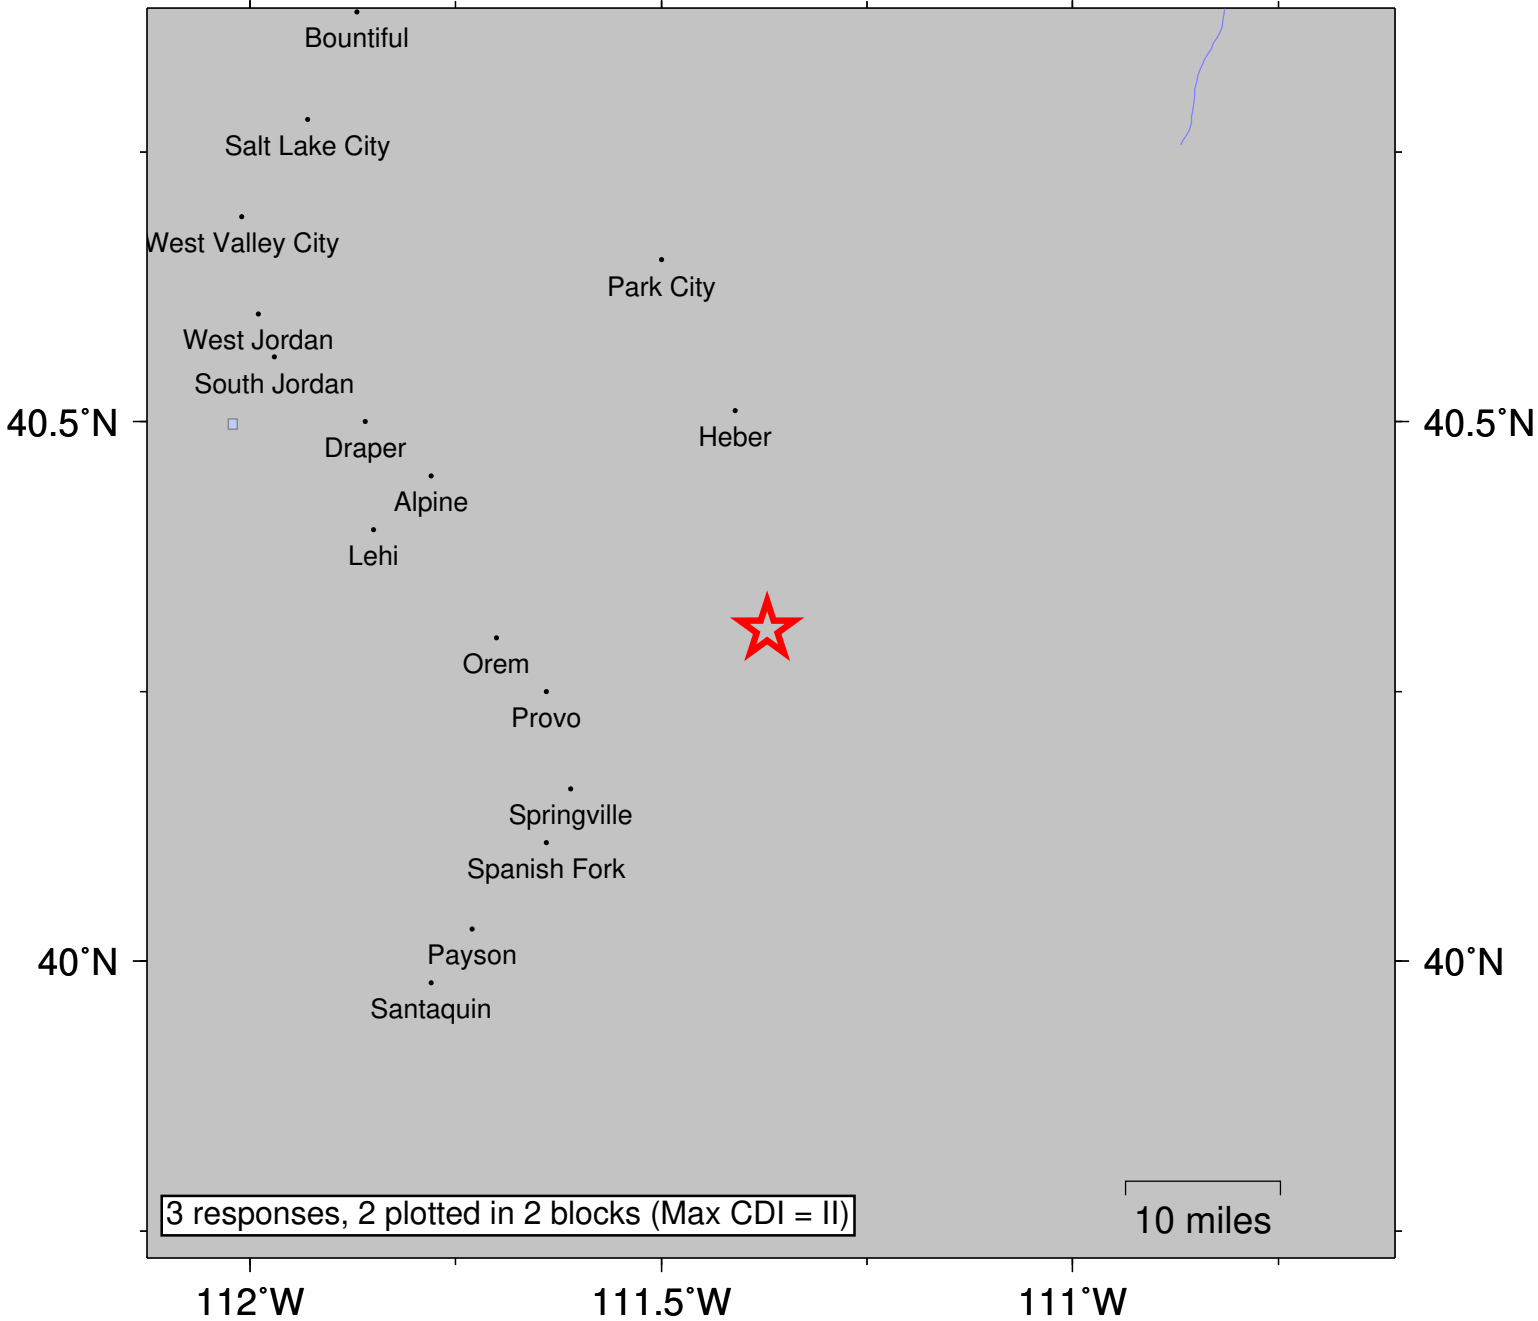 Bountiful
Salt Lake City
West Valley City
Park City
West Jordan
South Jordan
40.5°N
40.5°N
Heber
Draper
Alpine
Lehi
Orem
Provo
Springville
Spanish Fork
Payson
40°N
40°N
Santaquin
3 responses, 2 plotted in 2 blocks (Max CDI = II)
10 miles
112°W
111.5°W
111°W